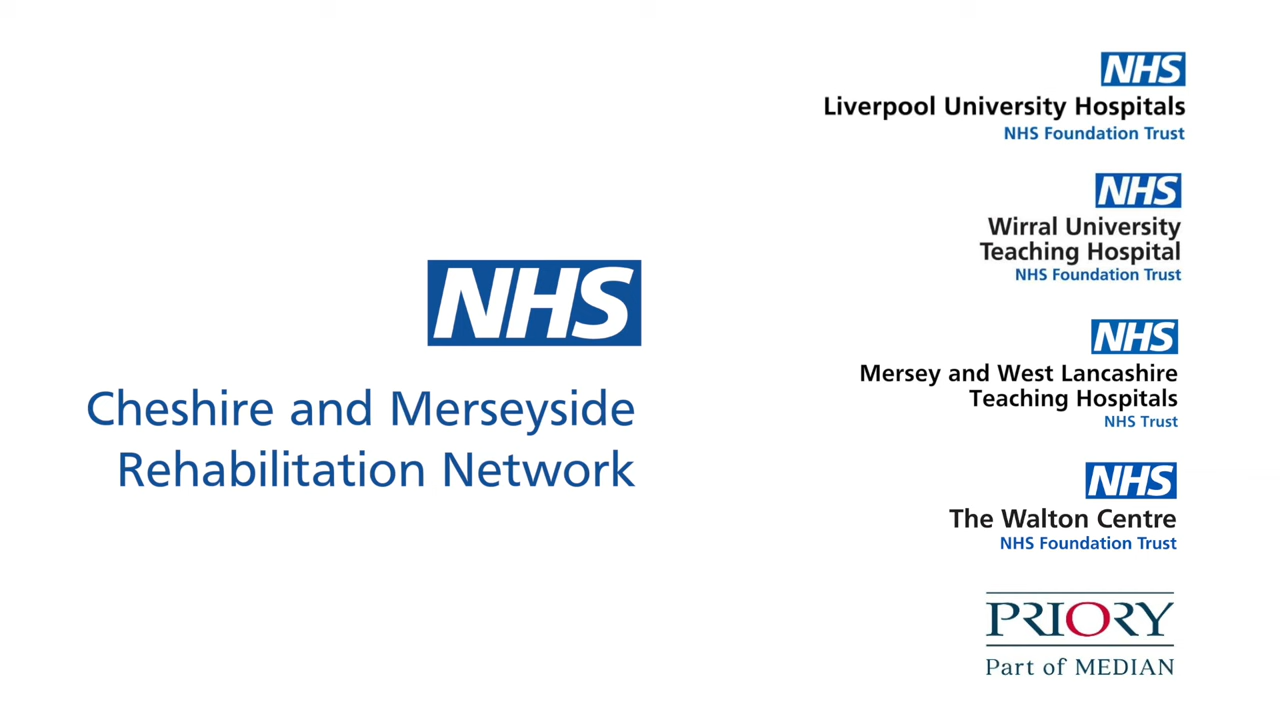 NHS
Cheshire and Merseyside
Rehabilitation Network
NHS
Liverpool University Hospitals
NHS Foundation Trust
NHS
Wirral University
Teaching Hospital
NHS Foundation Trust
NHS
Mersey and West Lancashire
Teaching Hospitals
NHS Trust
NHS
The Walton Centre
NHS Foundation Trust
PRIORY
Part of MEDIAN